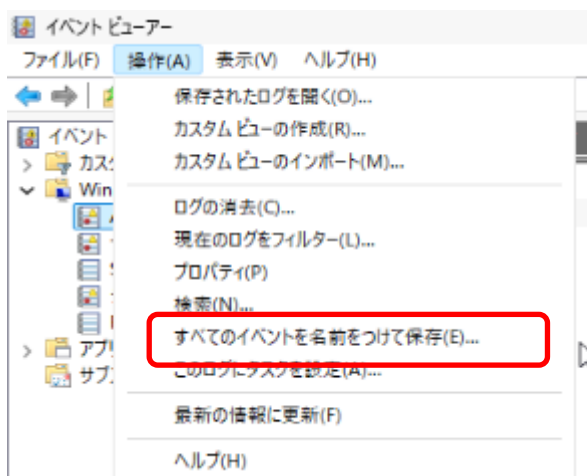 イベント ビューアー
ファイル(F) 操作(A) 表示(V) ヘルプ(H)
保存されたログを開く(O)...
カスタム ビューの作成(R)...
カスタム ビューのインポート(M)...
ログの消去(C)...
現在のログをフィルター(L)...
プロパティ(P)
検索(N)...
すべてのイベントを名前をつけて保存(E)...
このログにタスクを設定(A)...
最新の情報に更新(F)
ヘルプ(H)
イベント
カスタ
Win
アプリ
サブ